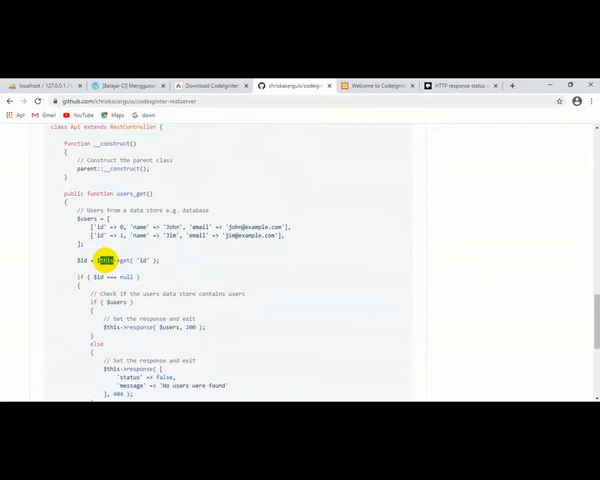 localhost / 127.0.0.1 / l
[Belajar CI] Menggunak
Download CodeIgniter
chriskacerguis/codeign
Welcome to CodeIgnite
HTTP response status c
github.com/chriskacerguis/codeigniter-restserver
Api
Gmail
YouTube
Maps
down
class Api extends RestController {
function __construct()
{
// Construct the parent class
parent::__construct();
}
public function users_get()
{
// Users from a data store e.g. database
$users = [
['id' => 0, 'name' => 'John', 'email' => 'john@example.com'],
['id' => 1, 'name' => 'Jim', 'email' => 'jim@example.com'],
];
$id = $this->get( 'id' );
if ( $id === null )
{
// Check if the users data store contains users
if ( $users )
{
// Set the response and exit
$this->response( $users, 200 );
}
else
{
// Set the response and exit
$this->response( [
'status' => false,
'message' => 'No users were found'
], 404 );